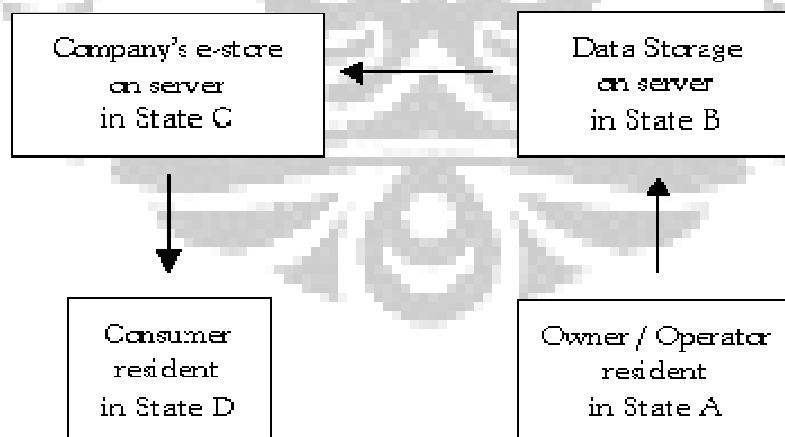 Company's e-store
on server
in State C
Data Storage
on server
in State B
Consumer
resident
in State D
Owner / Operator
resident
in State A